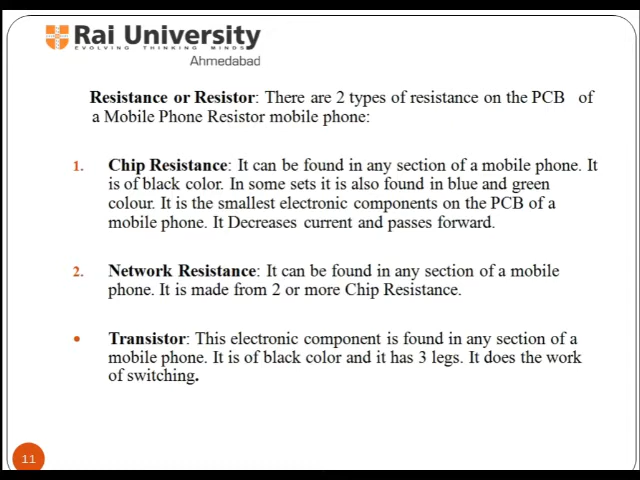 Rai University
EVOLVING THINKING MINDS
Ahmedabad
Resistance or Resistor: There are 2 types of resistance on the PCB of
a Mobile Phone Resistor mobile phone:
1. Chip Resistance: It can be found in any section of a mobile phone. It
is of black color. In some sets it is also found in blue and green
colour. It is the smallest electronic components on the PCB of a
mobile phone. It Decreases current and passes forward.
2. Network Resistance: It can be found in any section of a mobile
phone. It is made from 2 or more Chip Resistance.
• Transistor: This electronic component is found in any section of a
mobile phone. It is of black color and it has 3 legs. It does the work
of switching.
11